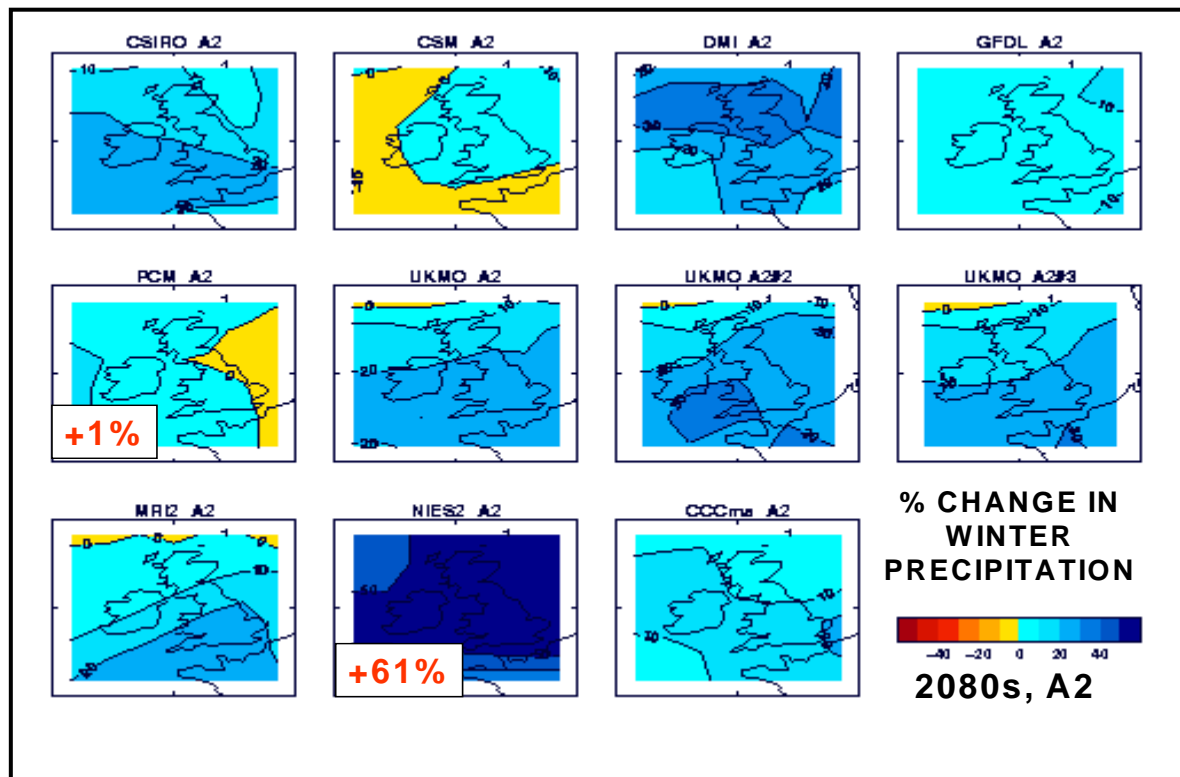 CSIRO A2
CSM A2
DMI A2
GFDL A2
PCM A2
UKMO A2
UKMO A2#2
UKMO A2#3
+1%
MRI2 A2
NIES2 A2
CCCma A2
+61%
% CHANGE IN
WINTER
PRECIPITATION
-40 -20 0 20 40
2080s, A2